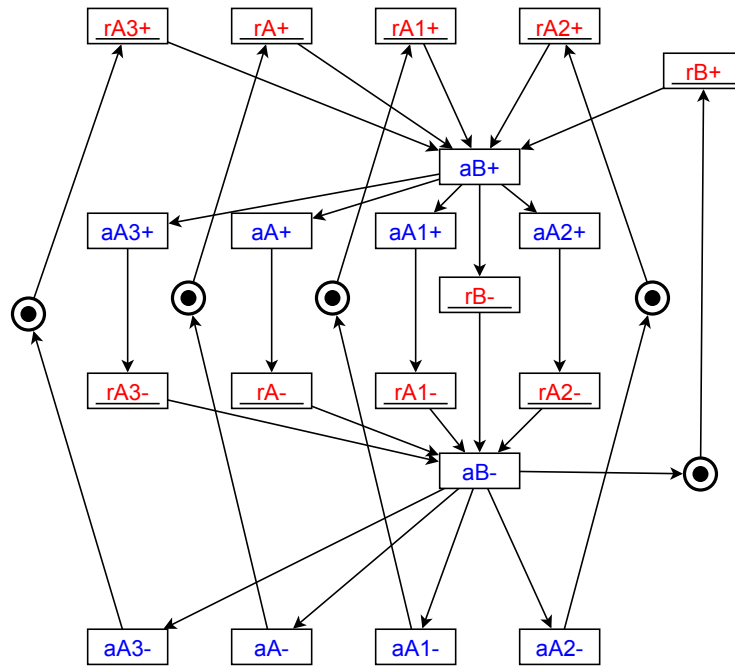 rA3+ rA+ rA1+ rA2+
rB+
aB+
aA3+ aA+ aA1+ aA2+
rB-
rA3- rA- rA1- rA2-
aB-
aA3- aA- aA1- aA2-